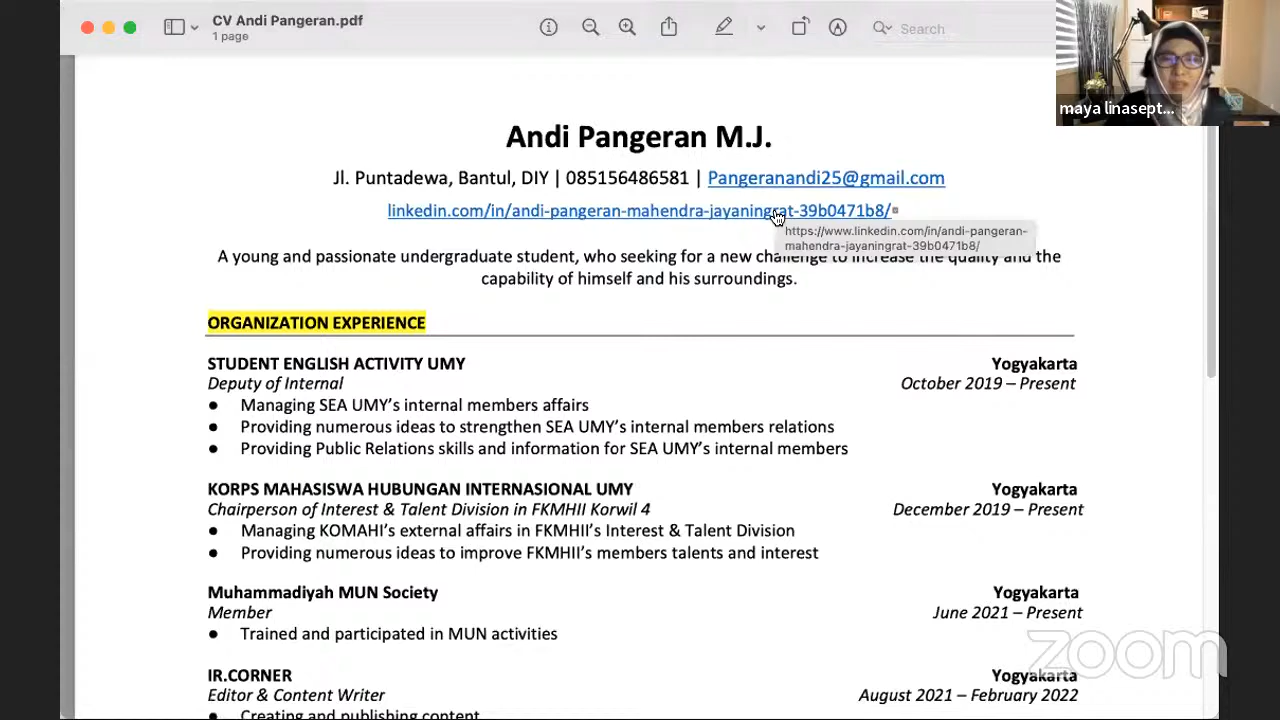 CV Andi Pangeran.pdf
1 page
Search
maya linasept...
Andi Pangeran M.J.
Jl. Puntadewa, Bantul, DIY | 085156486581 | Pangeranandi25@gmail.com
linkedin.com/in/andi-pangeran-mahendra-jayaningrat-39b0471b8/
https://www.linkedin.com/in/andi-pangeran-
mahendra-jayaningrat-39b0471b8/
A young and passionate undergraduate student, who seeking for a new challenge to increase the quality and the
capability of himself and his surroundings.
ORGANIZATION EXPERIENCE
STUDENT ENGLISH ACTIVITY UMY Yogyakarta
Deputy of Internal October 2019 – Present
● Managing SEA UMY's internal members affairs
● Providing numerous ideas to strengthen SEA UMY's internal members relations
● Providing Public Relations skills and information for SEA UMY's internal members
KORPS MAHASISWA HUBUNGAN INTERNASIONAL UMY Yogyakarta
Chairperson of Interest & Talent Division in FKMHII Korwil 4 December 2019 – Present
● Managing KOMAHI's external affairs in FKMHII's Interest & Talent Division
● Providing numerous ideas to improve FKMHII's members talents and interest
Muhammadiyah MUN Society Yogyakarta
Member June 2021 – Present
● Trained and participated in MUN activities
zoom
IR.CORNER Yogyakarta
Editor & Content Writer August 2021 – February 2022
● Creating and publishing content